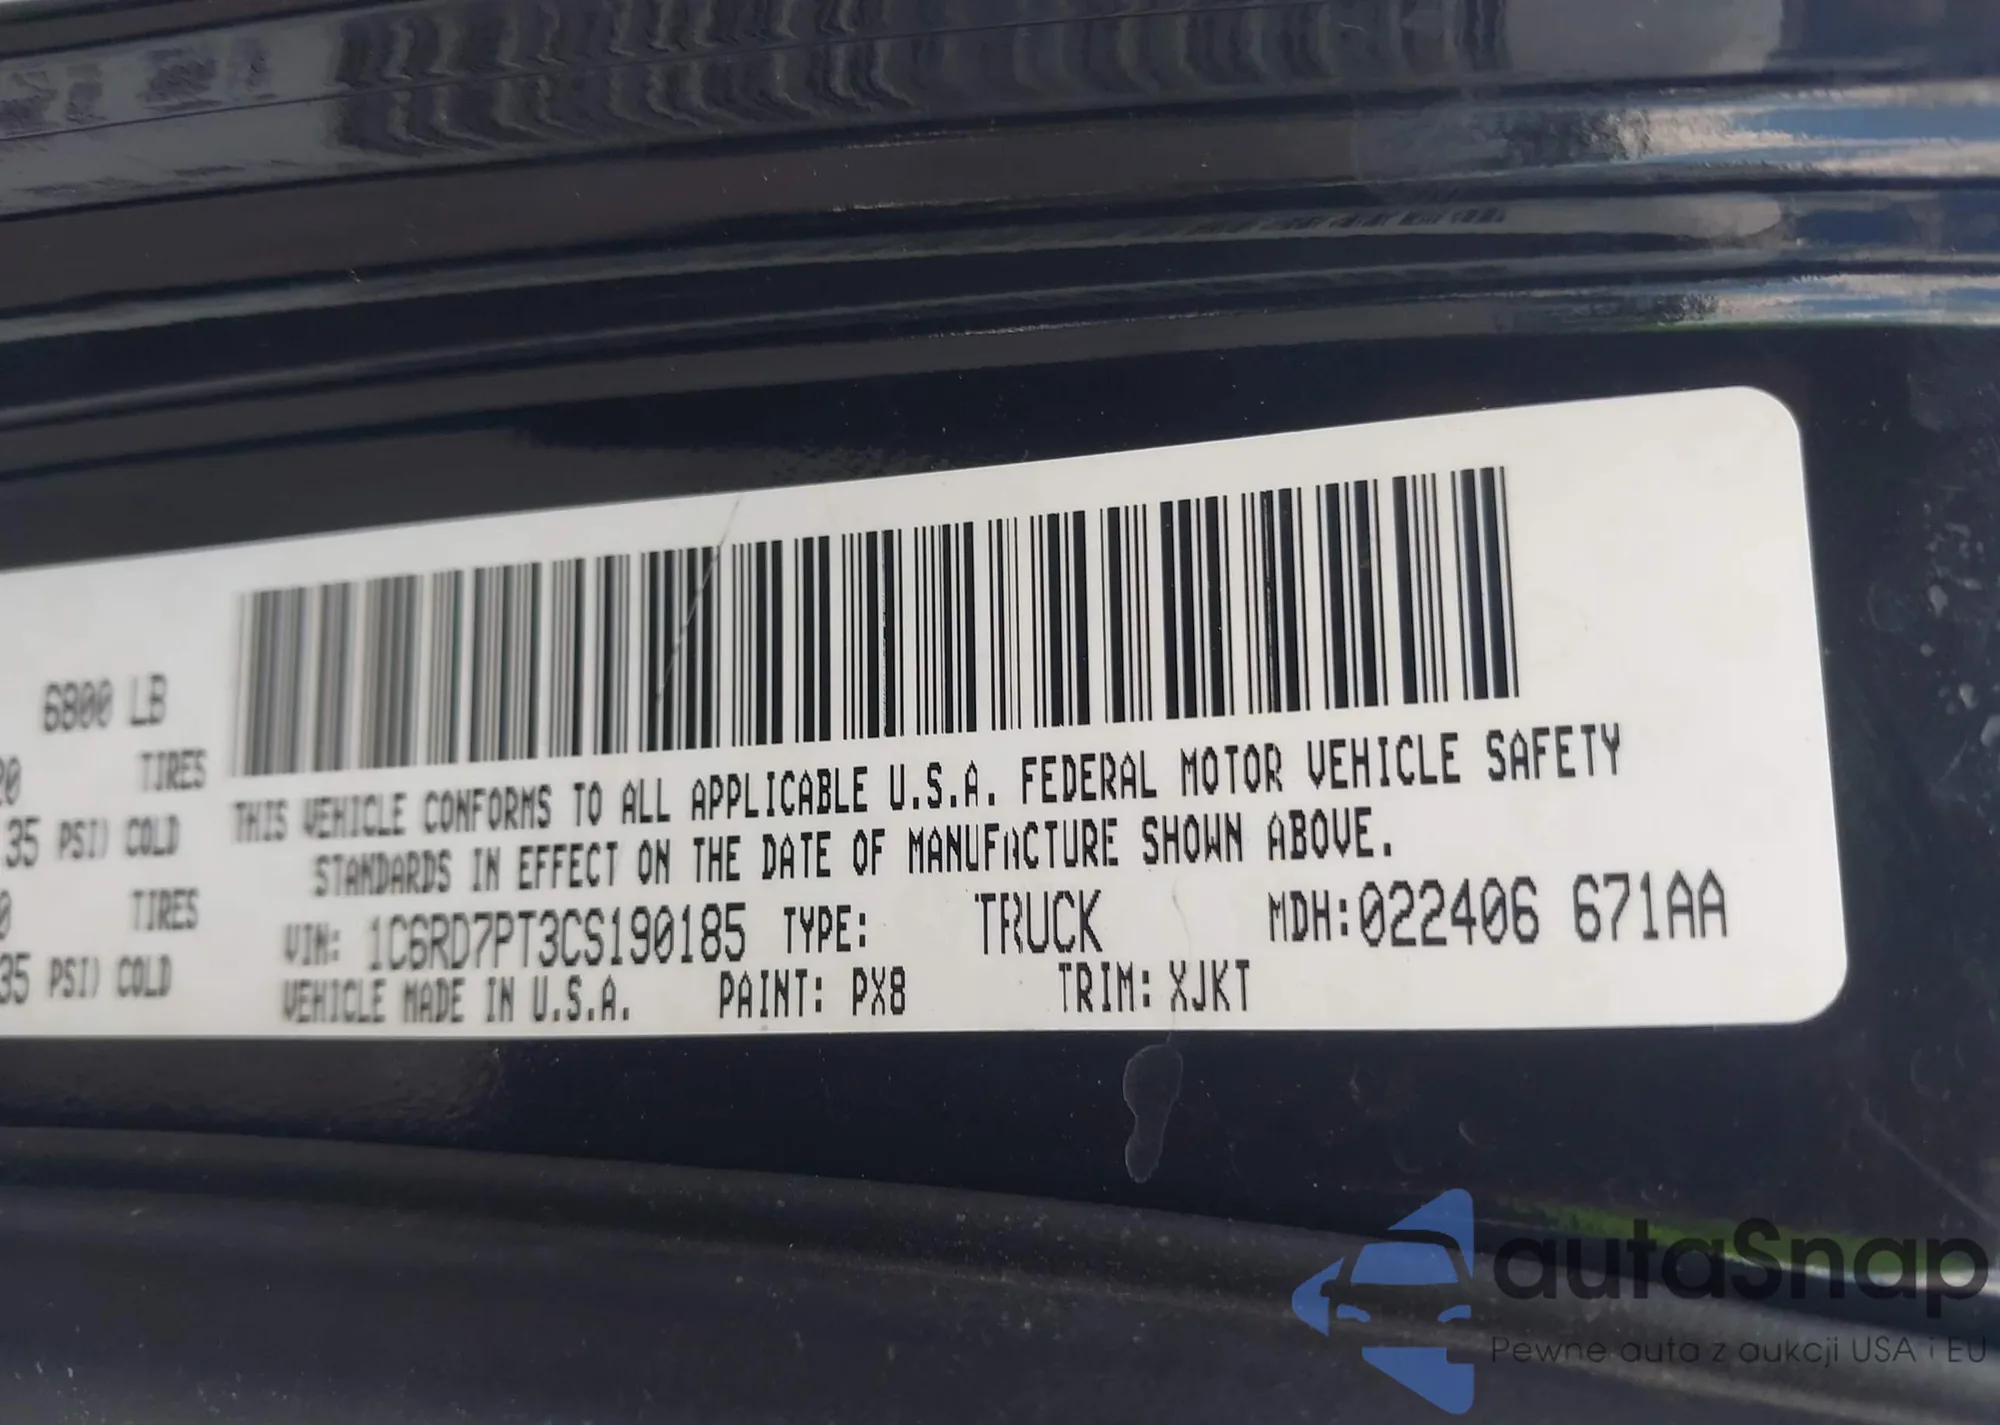 6800 LB
20 TIRES
35 PSI) COLD
0 TIRES
35 PSI) COLD
THIS VEHICLE CONFORMS TO ALL APPLICABLE U.S.A. FEDERAL MOTOR VEHICLE SAFETY
STANDARDS IN EFFECT ON THE DATE OF MANUFACTURE SHOWN ABOVE.
VIN: 1C6RD7PT3CS190185 TYPE: TRUCK MDH:022406 671AA
VEHICLE MADE IN U.S.A. PAINT: PX8 TRIM: XJKT
autaSnap
Pewne auta z aukcji USA i EU